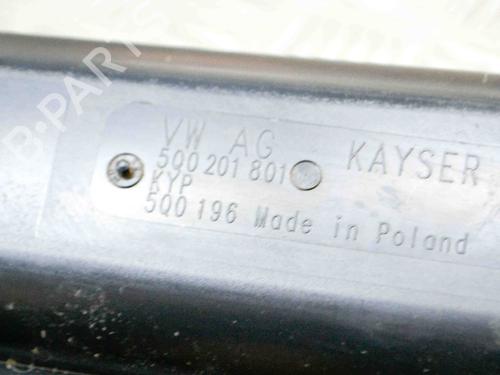 B-PARTS
VW AG KAYSER
5Q0 201 801
KYP
5Q0 196 Made in Poland